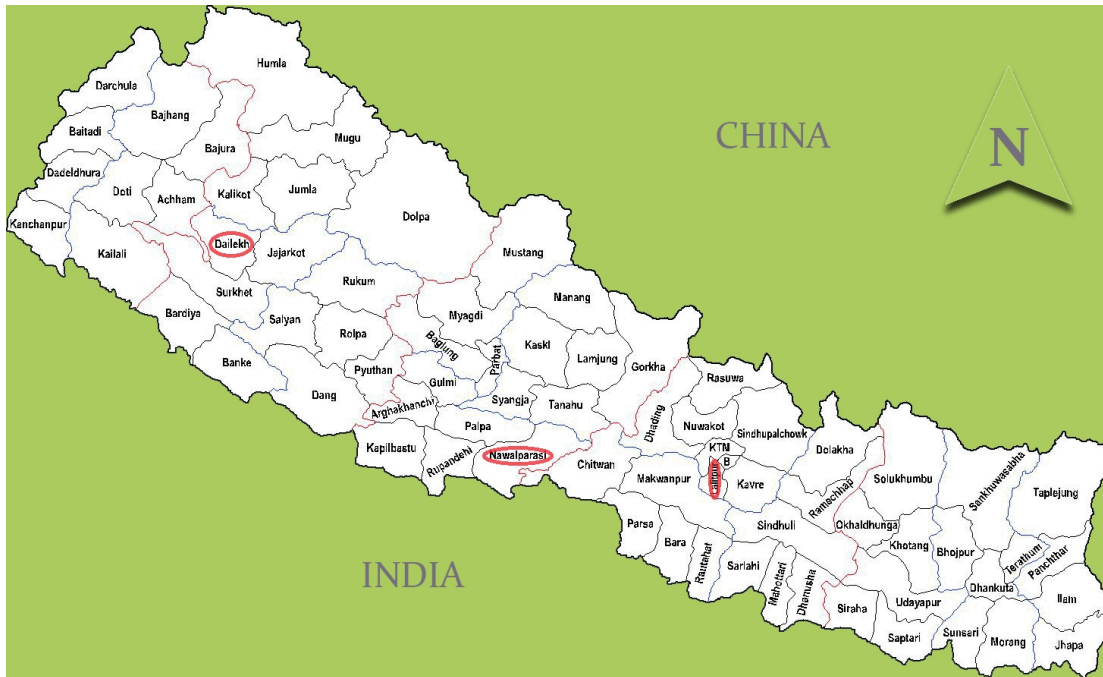 Humla
Darchula
Bajhang
Baitadi
Mugu
CHINA
N
Bajura
Dadeldhura
Doti
Achham
Kalikot
Jumla
Kanchanpur
Dolpa
Dailekh
Jajarkot
Kailali
Mustang
Surkhet
Rukum
Bardiya
Salyan
Myagdi
Nanang
Rolpa
Baglung
Parbat
Kaski
Lamjung
Gorkha
Banke
Pyuthan
Dang
Gulmi
Syangja
Tanahu
Rasuwa
Arghakhanchi
Palpa
Dhading
Nuwakot
Sindhupalchowk
Kapilbastu
Rupandehi
Nawalparasi
Chitwan
KTM
B
Dolakha
Makwanpur
Lalitpur
Kavre
Ramechhap
Solukhumbu
Sankhuwasabha
Taplejung
Parsa
Bara
Rautahat
Sarlahi
Sindhuli
Okhaldhunga
Khotang
Bhojpur
Terathum
Panchthar
INDIA
Mahottari
Dhanusha
Siraha
Udayapur
Dhankuta
Ilam
Saptari
Sunsari
Morang
Jhapa